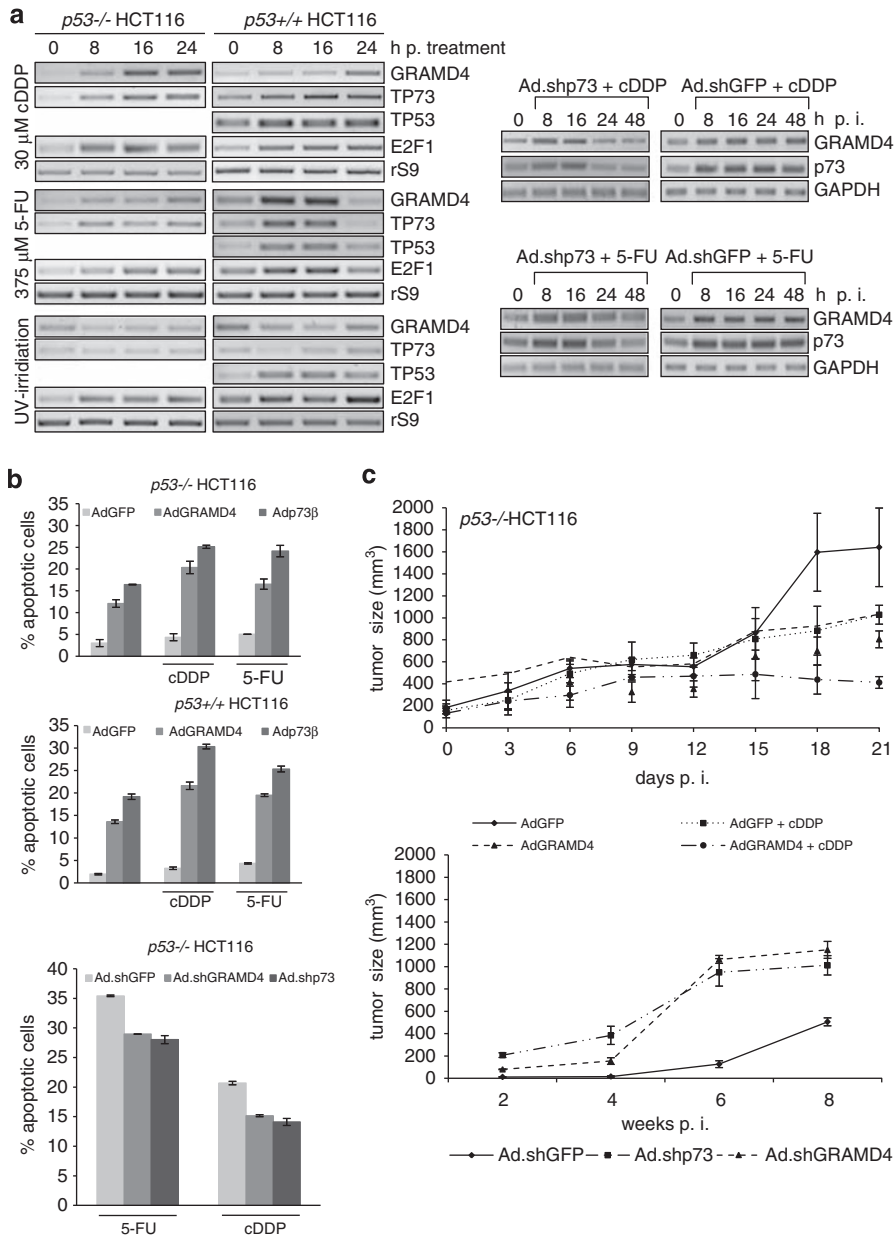 a
p53-/- HCT116 p53+/+ HCT116
0 8 16 24 0 8 16 24 h p. treatment
30 µM cDDP
GRAMD4
TP73
TP53
E2F1
rS9
375 µM 5-FU
GRAMD4
TP73
TP53
E2F1
rS9
UV-irridiation
GRAMD4
TP73
TP53
E2F1
rS9
Ad.shp73 + cDDP Ad.shGFP + cDDP
0 8 16 24 48 0 8 16 24 48 h p. i.
GRAMD4
p73
GAPDH
Ad.shp73 + 5-FU Ad.shGFP + 5-FU
0 8 16 24 48 0 8 16 24 48 h p. i.
GRAMD4
p73
GAPDH
b
p53-/- HCT116
AdGFP AdGRAMD4 Adp73β
% apoptotic cells
35
30
25
20
15
10
5
0
cDDP 5-FU
p53+/+ HCT116
AdGFP AdGRAMD4 Adp73β
% apoptotic cells
35
30
25
20
15
10
5
0
cDDP 5-FU
p53-/- HCT116
Ad.shGFP Ad.shGRAMD4 Ad.shp73
% apoptotic cells
40
35
30
25
20
15
10
5
0
5-FU cDDP
c
p53-/-HCT116
tumor size (mm³)
2000
1800
1600
1400
1200
1000
800
600
400
200
0
0 3 6 9 12 15 18 21
days p. i.
AdGFP AdGFP + cDDP
AdGRAMD4 AdGRAMD4 + cDDP
tumor size (mm³)
2000
1800
1600
1400
1200
1000
800
600
400
200
0
2 4 6 8
weeks p. i.
Ad.shGFP Ad.shp73 Ad.shGRAMD4